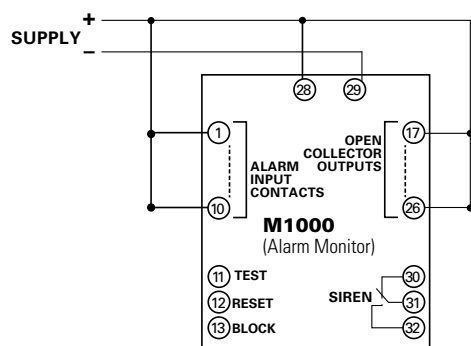 +
SUPPLY
–
28
29
1
17
ALARM
INPUT
CONTACTS
OPEN
COLLECTOR
OUTPUTS
10
26
M1000
(Alarm Monitor)
11 TEST
12 RESET
13 BLOCK
SIREN
30
31
32